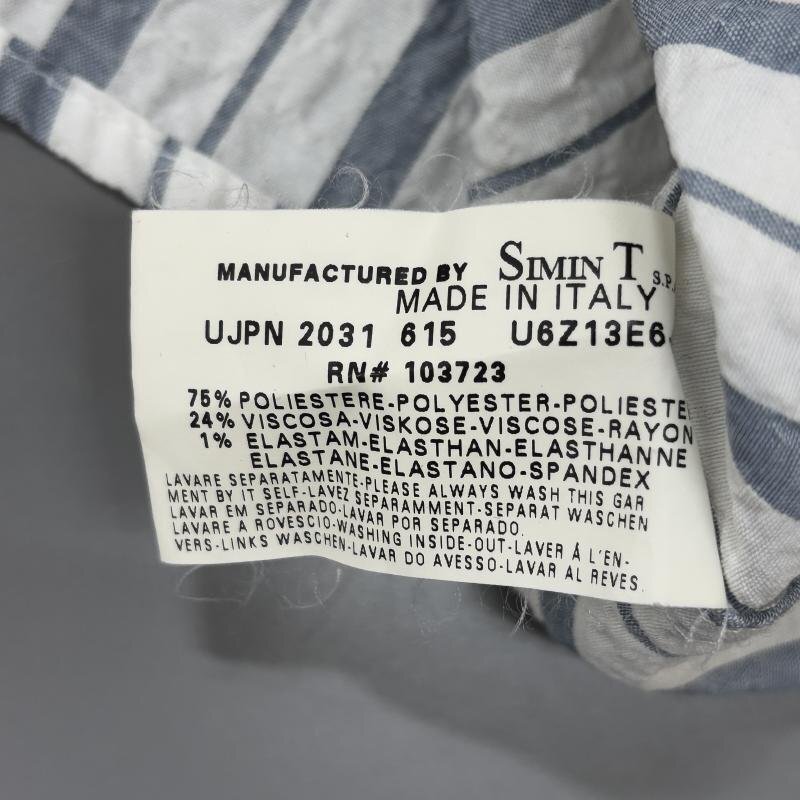 MANUFACTURED BY SIMIN T S.P.
MADE IN ITALY
UJPN 2031 615 U6Z13E6
RN# 103723
75% POLIESTERE-POLYESTER-POLIESTE
24% VISCOSA-VISKOSE-VISCOSE-RAYON
1% ELASTAM-ELASTHAN-ELASTHANNE
ELASTANE-ELASTANO-SPANDEX
LAVARE SEPARATAMENTE-PLEASE ALWAYS WASH THIS GAR
MENT BY IT SELF-LAVEZ SEPARAMMENT-SEPARAT WASCHEN
LAVAR EM SEPARADO-LAVAR POR SEPARADO.
LAVARE A ROVESCIO-WASHING INSIDE-OUT-LAVER Á L'EN-
VERS-LINKS WASCHEN-LAVAR DO AVESSO-LAVAR AL REVES.